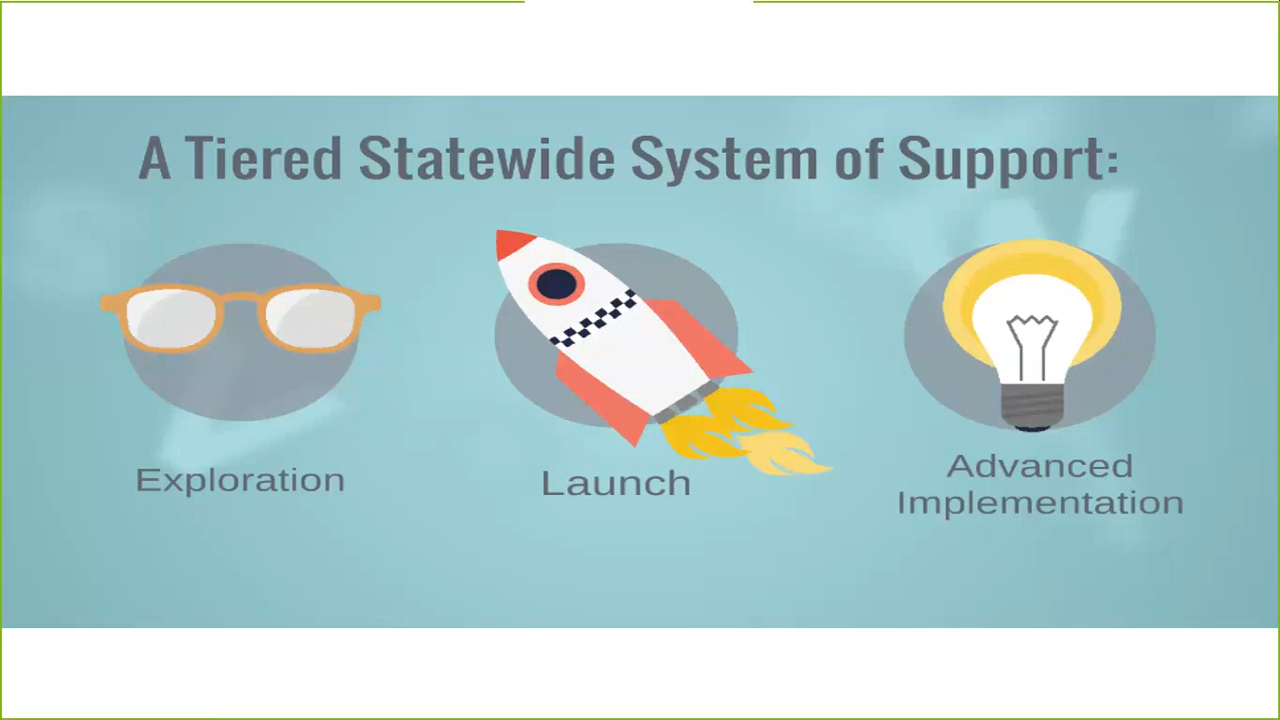 A Tiered Statewide System of Support:
Exploration
Launch
Advanced
Implementation